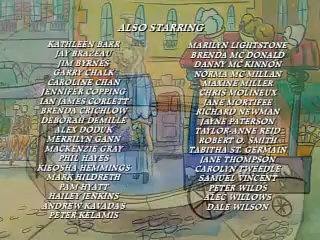 ALSO STARRING
KATHLEEN BARR
JAY BRAZEAU
JIM BYRNES
GARRY CHALK
CAROLINE CHAN
JENNIFER COPPING
IAN JAMES CORLETT
BRENDA CRICHLOW
DEBORAH DEMILLE
ALEX DODUK
MERRILYN GANN
MACKENZIE GRAY
PHIL HAYES
KIEOSHA HEMMINGS
MARK HILDRETH
PAM HYATT
HAILEY JENKINS
ANDREW KAVADAS
PETER KELAMIS
MARILYN LIGHTSTONE
BRENDA MC DONALD
DANNY MC KINNON
NORMA MC MILLAN
MAXINE MILLER
CHRIS MOLINEUX
JANE MORTIFEE
RICHARD NEWMAN
JAYNE PATERSON
TAYLOR-ANNE REID
ROBERT O. SMITH
TABITHA ST. GERMAIN
JANE THOMPSON
CAROLYN TWEEDLE
SAMUEL VINCENT
PETER WILDS
ALEC WILLOWS
DALE WILSON